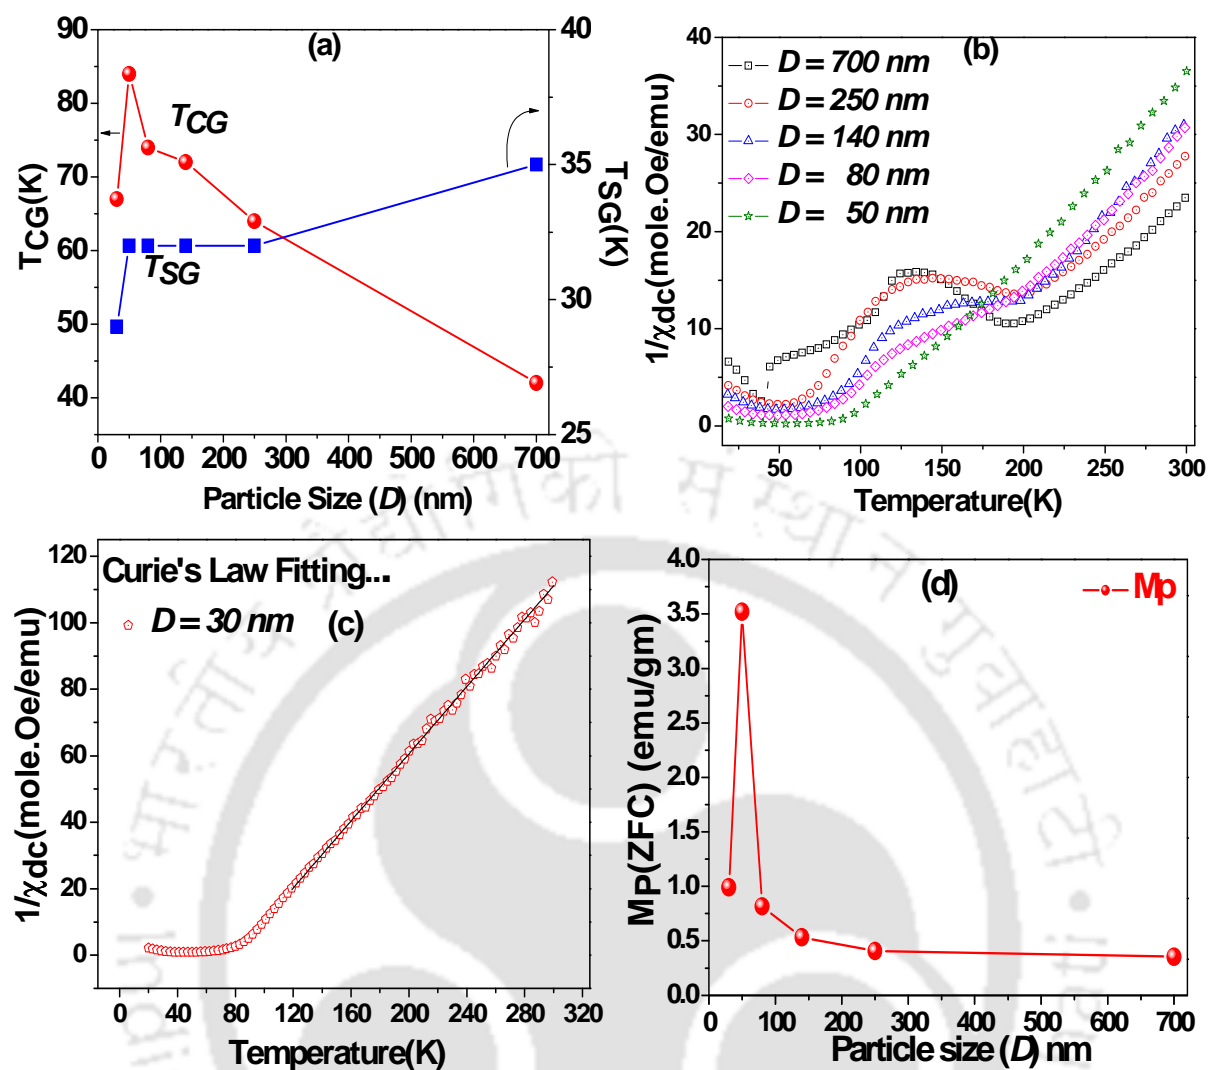 (a)
90
80
70
60
50
40
T_CG(K)
40
35
30
25
T_SG(K)
T_CG
T_SG
0 100 200 300 400 500 600 700
Particle Size (D) (nm)
(b)
D = 700 nm
D = 250 nm
D = 140 nm
D = 80 nm
D = 50 nm
40
30
20
10
0
1/χdc(mole.Oe/emu)
50 100 150 200 250 300
Temperature(K)
Curie's Law Fitting...
D = 30 nm (c)
120
100
80
60
40
20
0
1/χdc(mole.Oe/emu)
0 40 80 120 160 200 240 280 320
Temperature(K)
(d)
Mp
4.0
3.5
3.0
2.5
2.0
1.5
1.0
0.5
0.0
Mp(ZFC) (emu/gm)
0 100 200 300 400 500 600 700
Particle size (D) nm